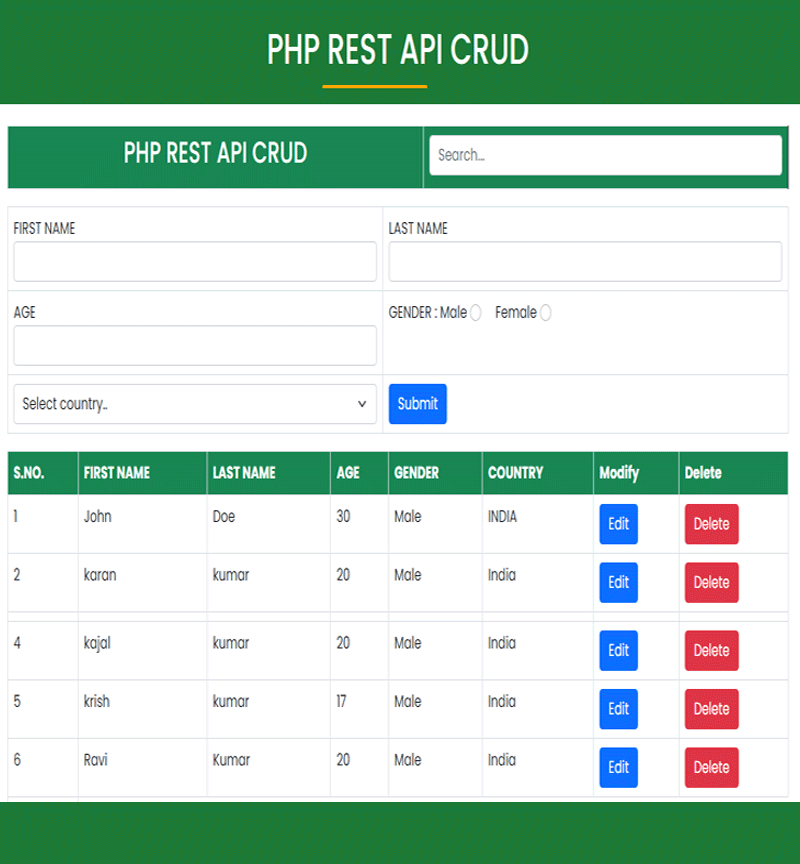 PHP REST API CRUD
PHP REST API CRUD Search...
FIRST NAME LAST NAME
AGE GENDER : Male Female
Select country.. Submit
S.NO. FIRST NAME LAST NAME AGE GENDER COUNTRY Modify Delete
1 John Doe 30 Male INDIA Edit Delete
2 karan kumar 20 Male India Edit Delete
4 kajal kumar 20 Male India Edit Delete
5 krish kumar 17 Male India Edit Delete
6 Ravi Kumar 20 Male India Edit Delete